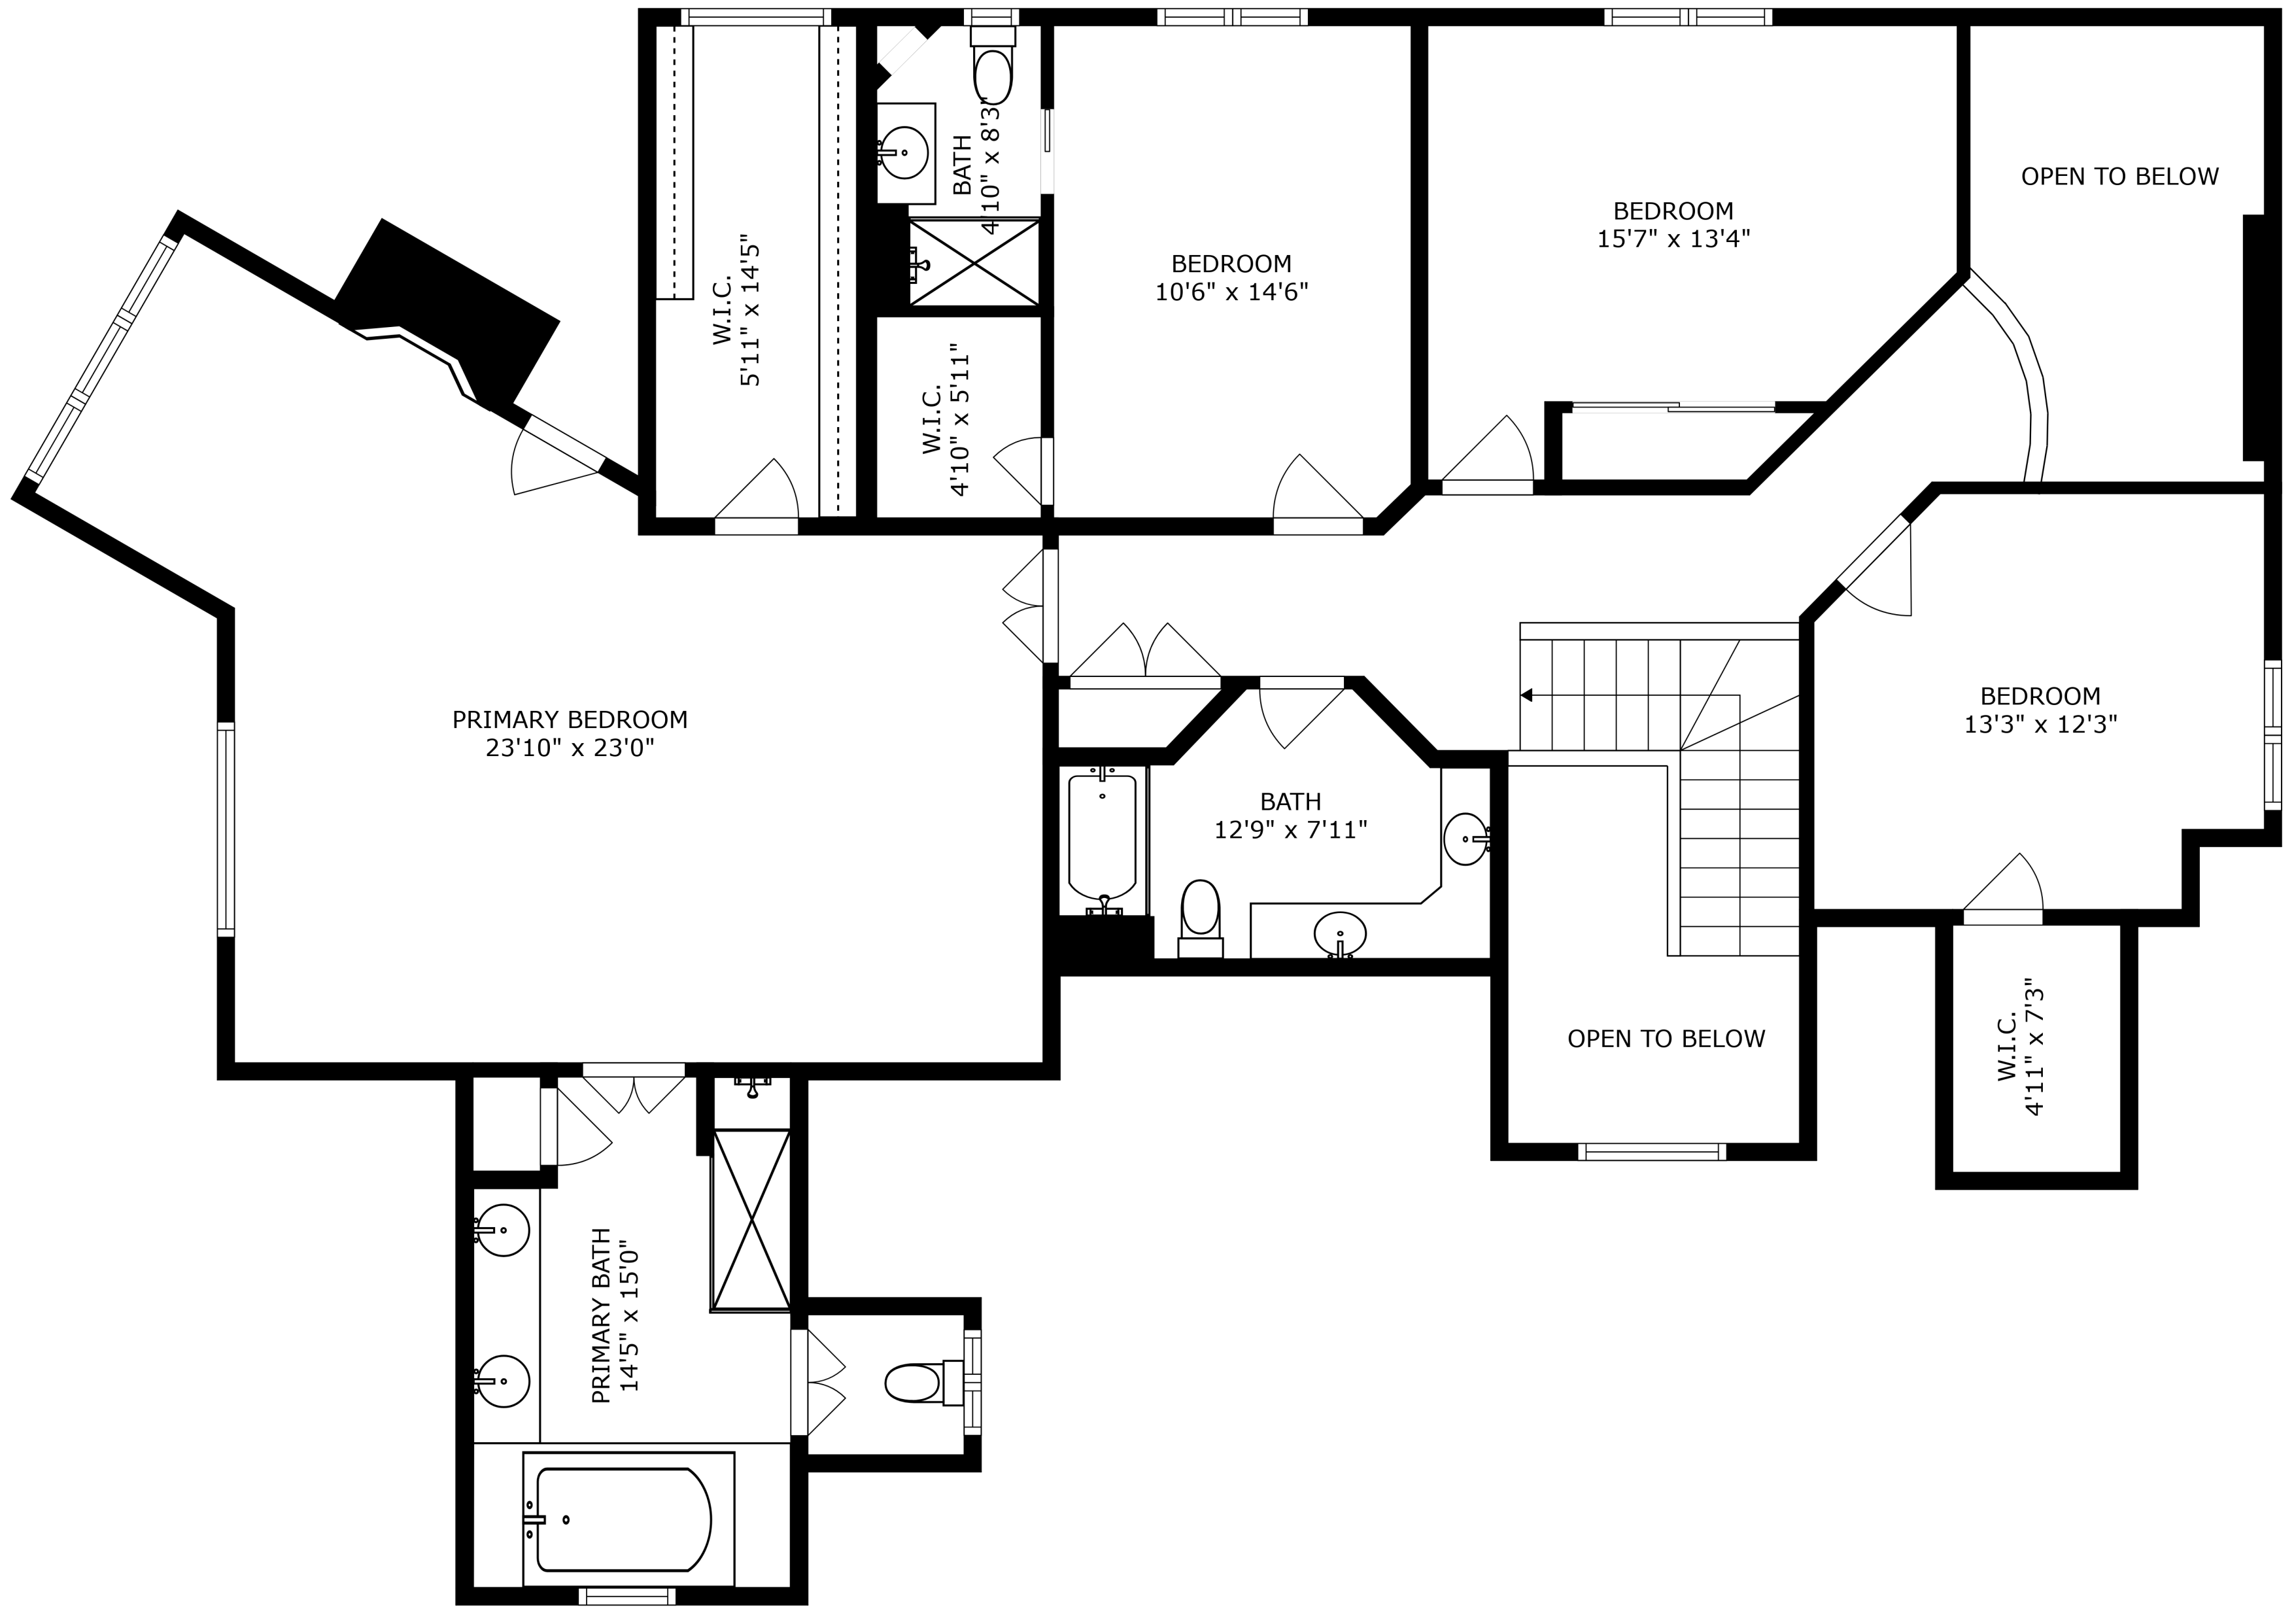 BATH
4'10" x 8'3"
OPEN TO BELOW
BEDROOM
15'7" x 13'4"
BEDROOM
10'6" x 14'6"
W.I.C.
5'11" x 14'5"
W.I.C.
4'10" x 5'11"
PRIMARY BEDROOM
23'10" x 23'0"
BEDROOM
13'3" x 12'3"
BATH
12'9" x 7'11"
OPEN TO BELOW
W.I.C.
4'11" x 7'3"
PRIMARY BATH
14'5" x 15'0"